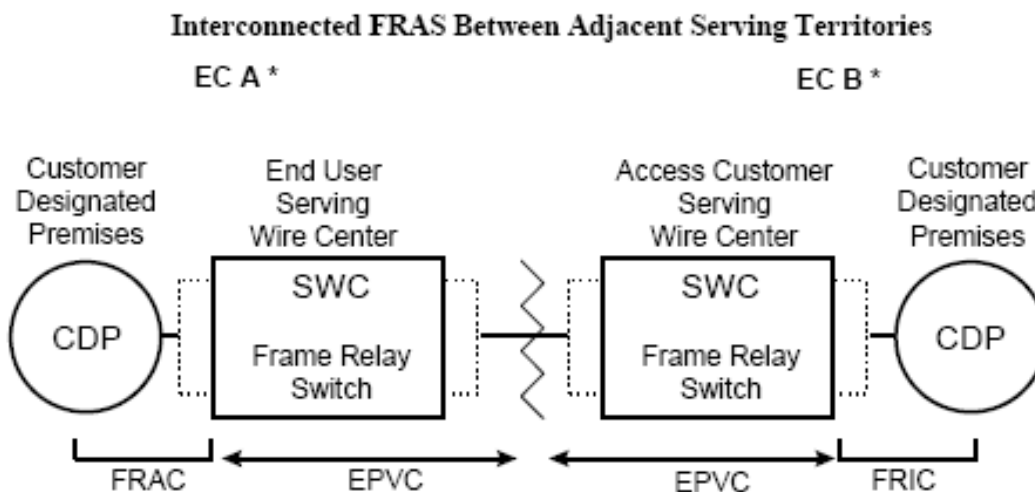 Interconnected FRAS Between Adjacent Serving Territories
EC A *
EC B *
Customer
Designated
Premises
End User
Serving
Wire Center
Access Customer
Serving
Wire Center
Customer
Designated
Premises
CDP
SWC
Frame Relay
Switch
SWC
Frame Relay
Switch
CDP
FRAC
EPVC
EPVC
FRIC